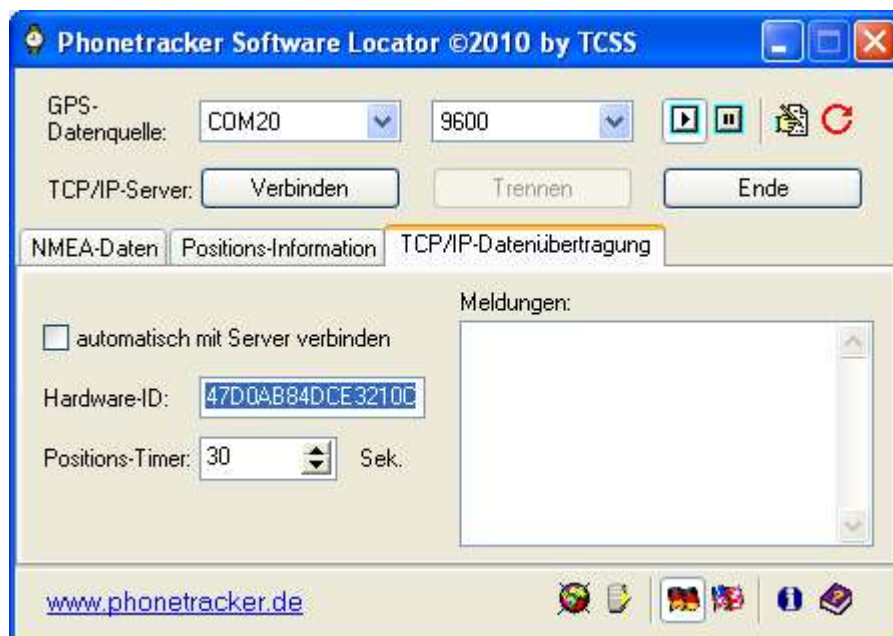 Phonetracker Software Locator ©2010 by TCSS
GPS-
Datenquelle:
COM20
9600
TCP/IP-Server:
Verbinden
Trennen
Ende
NMEA-Daten
Positions-Information
TCP/IP-Datenübertragung
Meldungen:
automatisch mit Server verbinden
Hardware-ID:
47D0AB84DCE3210C
Positions-Timer:
30
Sek.
www.phonetracker.de